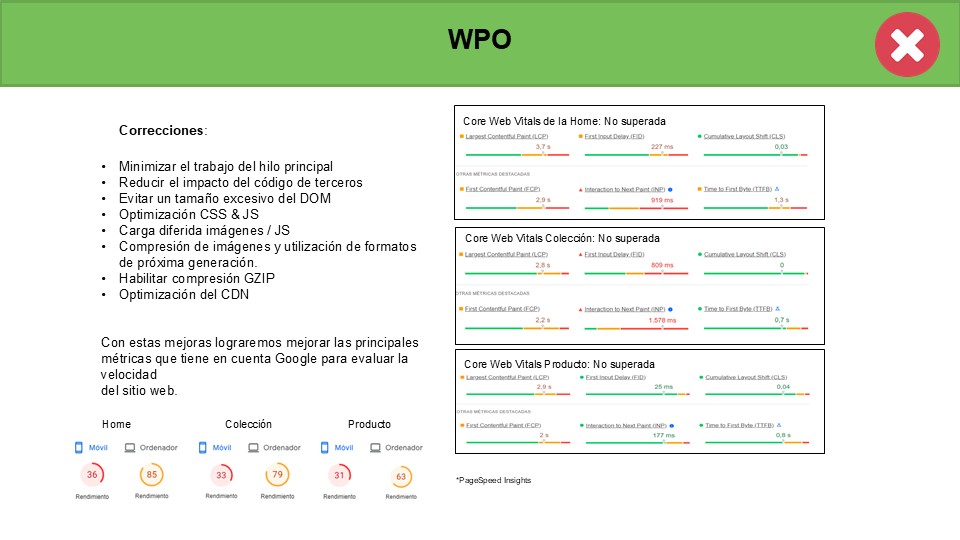 WPO
Correcciones:
• Minimizar el trabajo del hilo principal
• Reducir el impacto del código de terceros
• Evitar un tamaño excesivo del DOM
• Optimización CSS & JS
• Carga diferida imágenes / JS
• Compresión de imágenes y utilización de formatos
de próxima generación.
• Habilitar compresión GZIP
• Optimización del CDN
Con estas mejoras lograremos mejorar las principales
métricas que tiene en cuenta Google para evaluar la
velocidad
del sitio web.
Home Colección Producto
Móvil Ordenador Móvil Ordenador Móvil Ordenador
36 85 33 79 31 63
Rendimiento Rendimiento Rendimiento Rendimiento Rendimiento Rendimiento
Core Web Vitals de la Home: No superada
Largest Contentful Paint (LCP) First Input Delay (FID) Cumulative Layout Shift (CLS)
3,7 s 227 ms 0,03
OTRAS MÉTRICAS DESTACADAS
First Contentful Paint (FCP) Interaction to Next Paint (INP) Time to First Byte (TTFB)
2,9 s 919 ms 1,3 s
Core Web Vitals Colección: No superada
Largest Contentful Paint (LCP) First Input Delay (FID) Cumulative Layout Shift (CLS)
2,8 s 809 ms 0
OTRAS MÉTRICAS DESTACADAS
First Contentful Paint (FCP) Interaction to Next Paint (INP) Time to First Byte (TTFB)
2,2 s 1.578 ms 0,7 s
Core Web Vitals Producto: No superada
Largest Contentful Paint (LCP) First Input Delay (FID) Cumulative Layout Shift (CLS)
2,9 s 25 ms 0,04
OTRAS MÉTRICAS DESTACADAS
First Contentful Paint (FCP) Interaction to Next Paint (INP) Time to First Byte (TTFB)
2 s 177 ms 0,8 s
*PageSpeed Insights